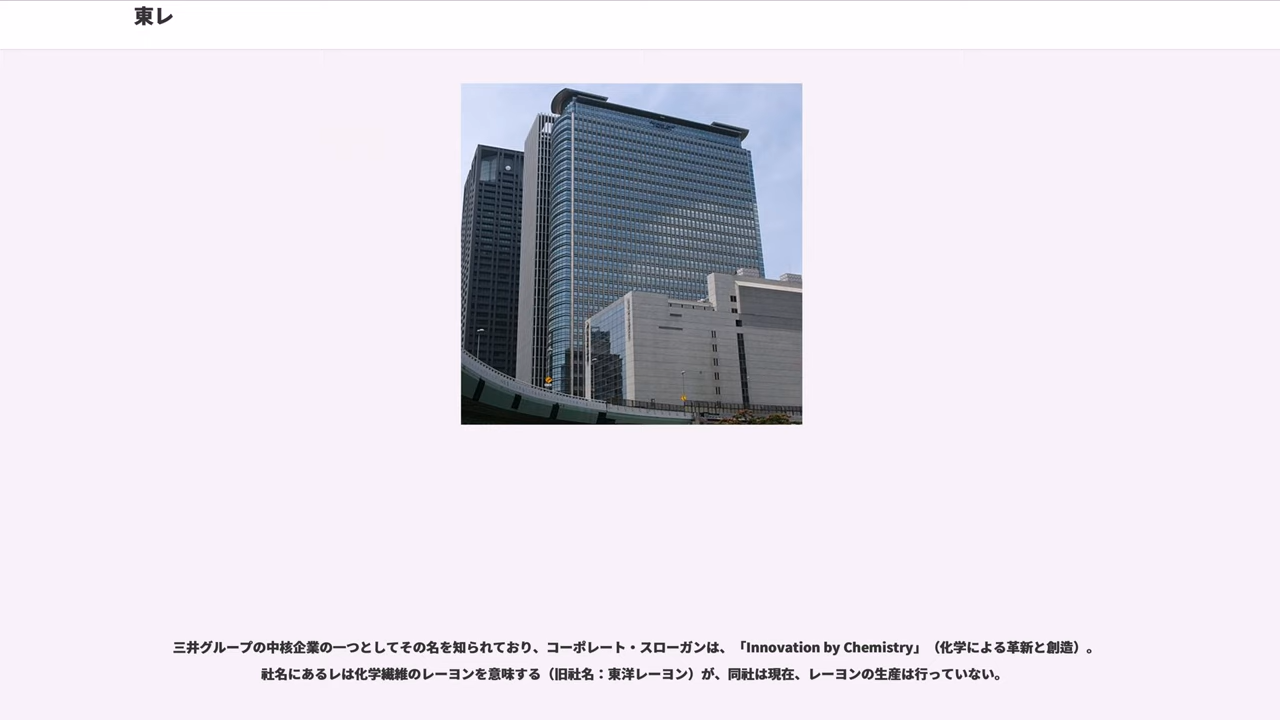 東レ
三井グループの中核企業の一つとしてその名を知られており、コーポレート・スローガンは、「Innovation by Chemistry」（化学による革新と創造）。
社名にあるレは化学繊維のレーヨンを意味する（旧社名：東洋レーヨン）が、同社は現在、レーヨンの生産は行っていない。